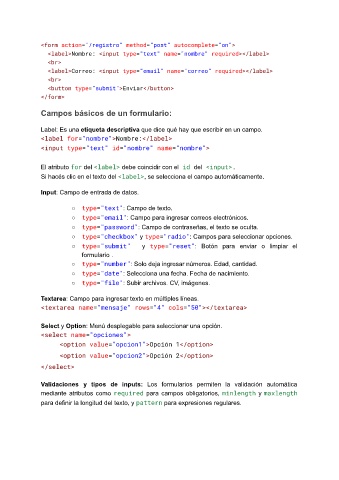 <form action="/registro" method="post" autocomplete="on">
<label>Nombre: <input type="text" name="nombre" required></label>
<br>
<label>Correo: <input type="email" name="correo" required></label>
<br>
<button type="submit">Enviar</button>
</form>
Campos básicos de un formulario:
Label: Es una etiqueta descriptiva que dice qué hay que escribir en un campo.
<label for="nombre">Nombre:</label>
<input type="text" id="nombre" name="nombre">
El atributo for del <label> debe coincidir con el id del <input>.
Si hacés clic en el texto del <label>, se selecciona el campo automáticamente.
Input: Campo de entrada de datos.
○ type="text": Campo de texto.
○ type="email": Campo para ingresar correos electrónicos.
○ type="password": Campo de contraseñas, el texto se oculta.
○ type="checkbox" y type="radio": Campos para seleccionar opciones.
○ type="submit" y type="reset": Botón para enviar o limpiar el
formulario
○ type="number": Solo deja ingresar números. Edad, cantidad.
○ type="date": Selecciona una fecha. Fecha de nacimiento.
○ type="file": Subir archivos. CV, imágenes.
Textarea: Campo para ingresar texto en múltiples líneas.
<textarea name="mensaje" rows="4" cols="50"></textarea>
Select y Option: Menú desplegable para seleccionar una opción.
<select name="opciones">
<option value="opcion1">Opción 1</option>
<option value="opcion2">Opción 2</option>
</select>
Validaciones y tipos de inputs: Los formularios permiten la validación automática
mediante atributos como required para campos obligatorios, minlength y maxlength
para definir la longitud del texto, y pattern para expresiones regulares.